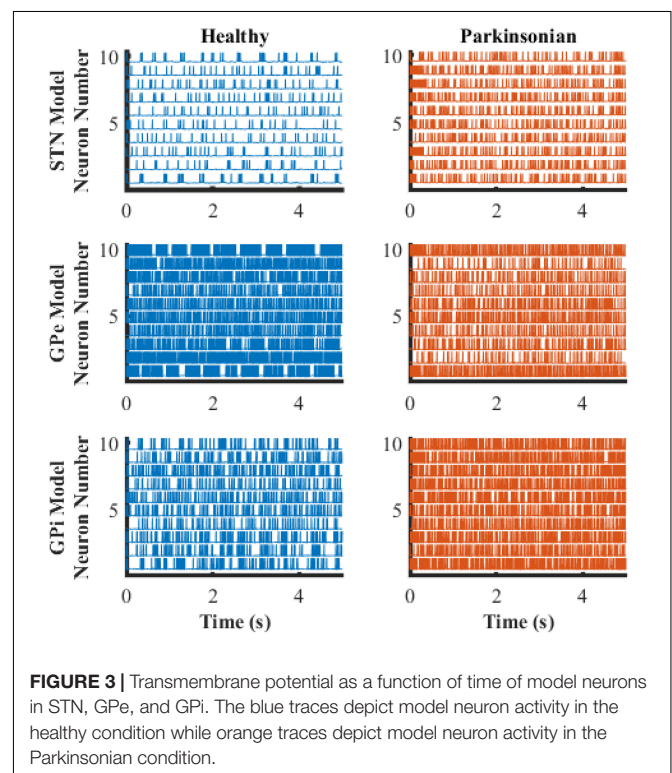 Healthy
Parkinsonian
STN Model
Neuron Number
10
5
0
2
4
10
5
0
2
4
GPe Model
Neuron Number
10
5
0
2
4
10
5
0
2
4
GPi Model
Neuron Number
10
5
0
2
4
Time (s)
10
5
0
2
4
Time (s)
FIGURE 3 | Transmembrane potential as a function of time of model neurons
in STN, GPe, and GPi. The blue traces depict model neuron activity in the
healthy condition while orange traces depict model neuron activity in the
Parkinsonian condition.